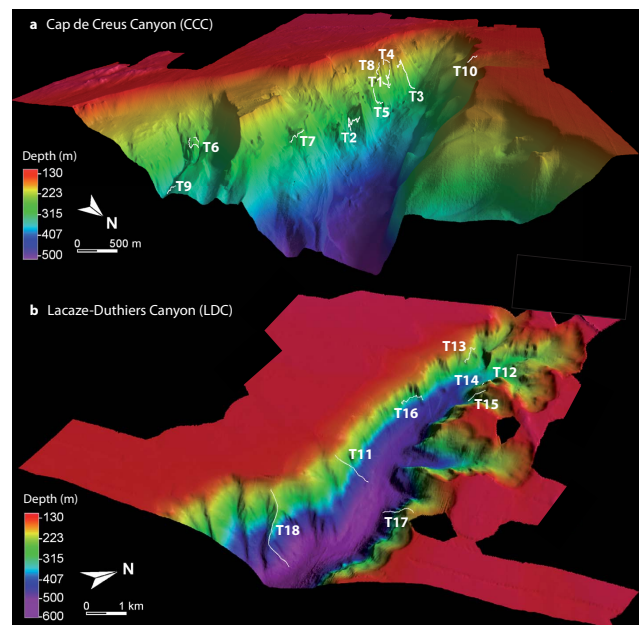 a Cap de Creus Canyon (CCC)
T4
T8
T10
T1
T3
T5
T2
T7
T6
T9
Depth (m)
-130
-223
-315
-407
-500
N
0 500 m
b Lacaze-Duthiers Canyon (LDC)
T13
T12
T14
T15
T16
T11
T17
T18
Depth (m)
-130
-223
-315
-407
-500
-600
N
0 1 km